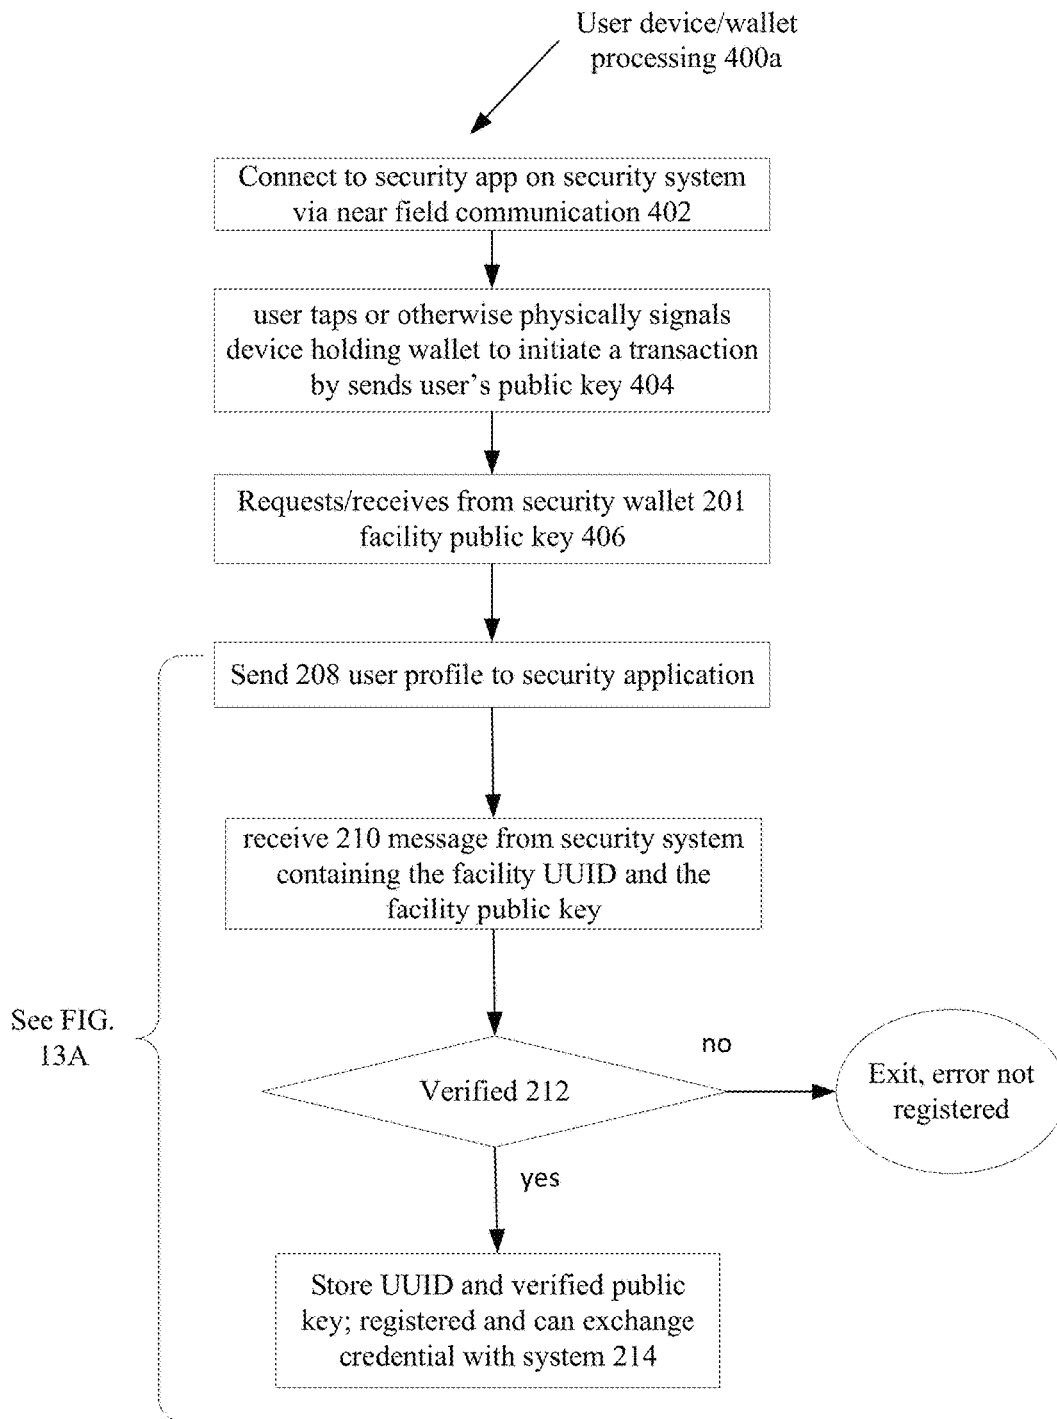 User device/wallet
processing 400a
Connect to security app on security system
via near field communication 402
user taps or otherwise physically signals
device holding wallet to initiate a transaction
by sends user's public key 404
Requests/receives from security wallet 201
facility public key 406
Send 208 user profile to security application
receive 210 message from security system
containing the facility UUID and the
facility public key
See FIG.
13A
Verified 212
no
Exit, error not
registered
yes
Store UUID and verified public
key; registered and can exchange
credential with system 214